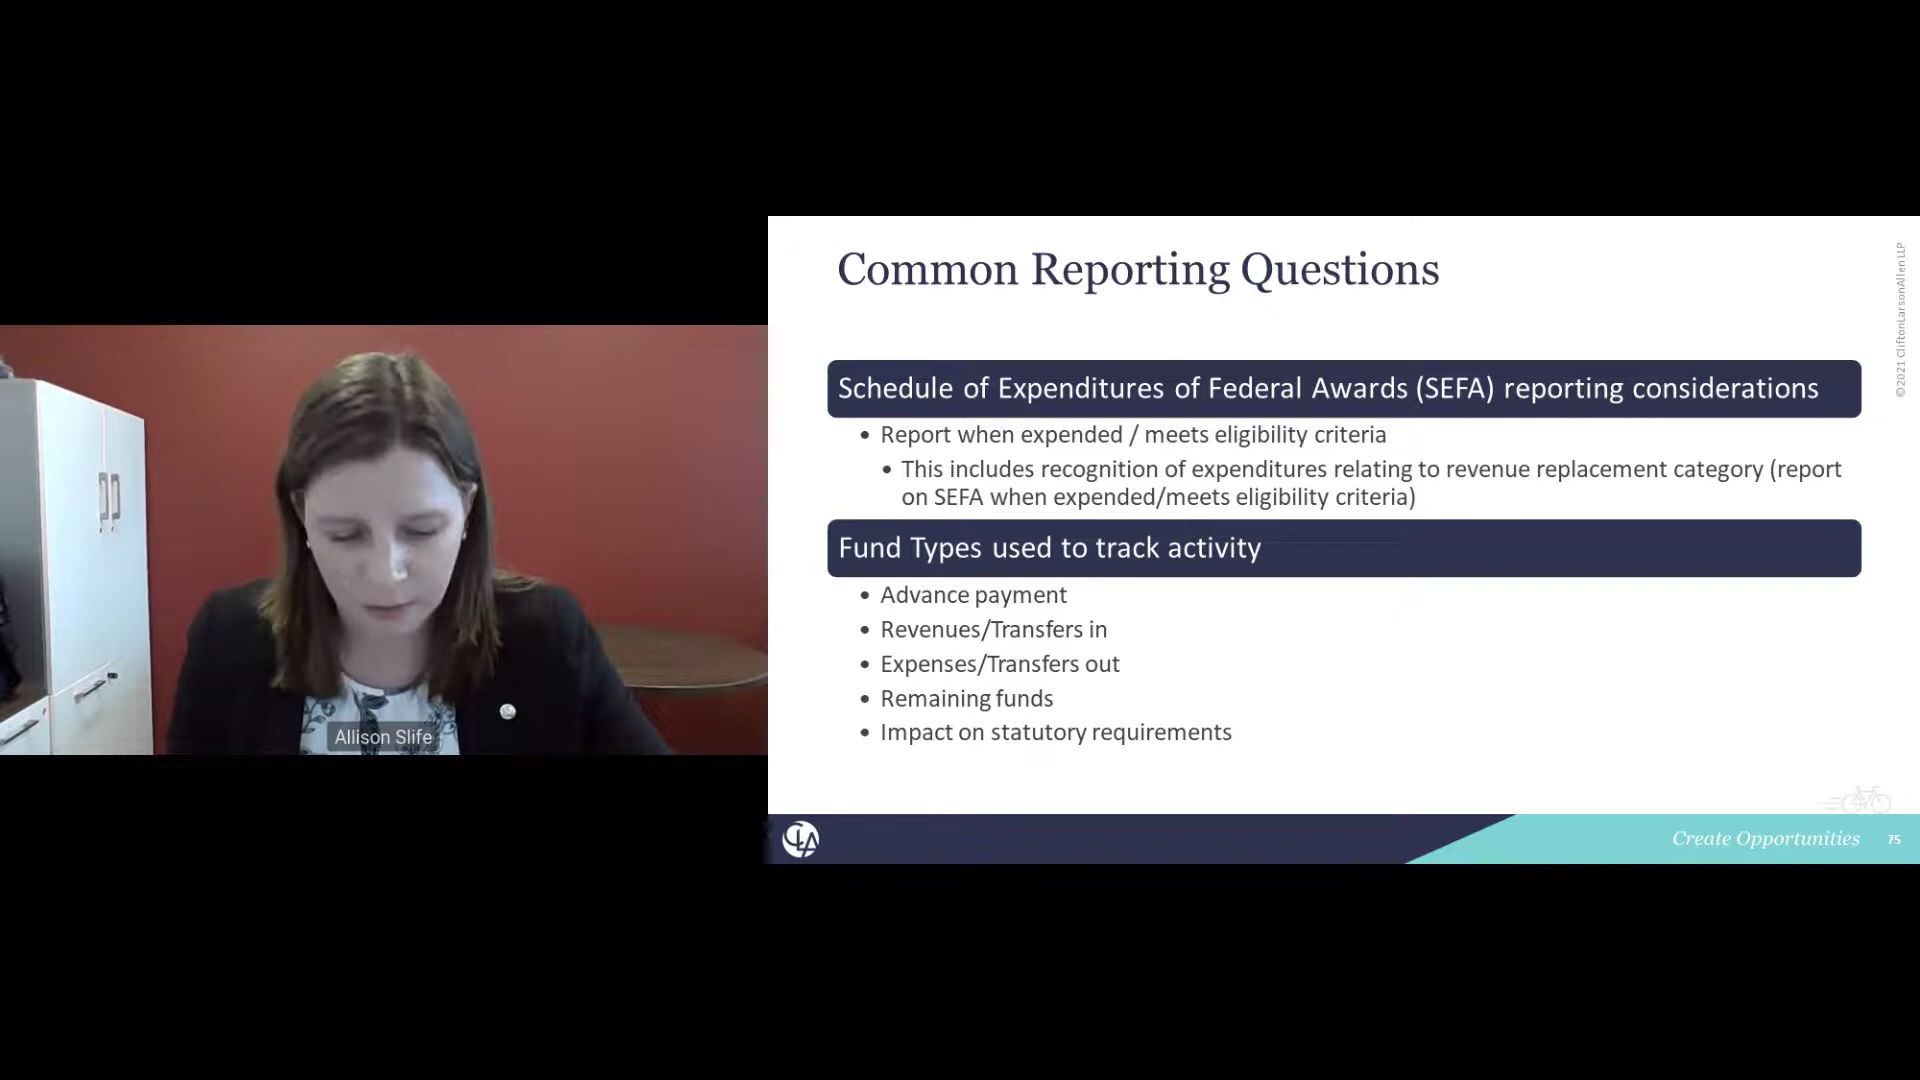 Common Reporting Questions
©2021 CliftonLarsonAllen LLP
Schedule of Expenditures of Federal Awards (SEFA) reporting considerations
• Report when expended / meets eligibility criteria
• This includes recognition of expenditures relating to revenue replacement category (report
on SEFA when expended/meets eligibility criteria)
Fund Types used to track activity
• Advance payment
• Revenues/Transfers in
• Expenses/Transfers out
• Remaining funds
• Impact on statutory requirements
Allison Slife
CLA
Create Opportunities
75